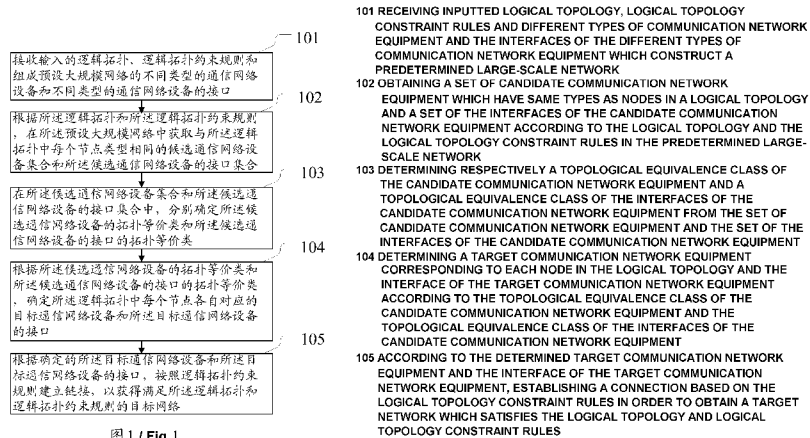 101
接收输入的逻辑拓扑、逻辑拓扑约束规则和
组成预设大规模网络的不同类型的通信网络
设备和不同类型的通信网络设备的接口
102
根据所述逻辑拓扑和所述逻辑拓扑约束规则
，在所述预设大规模网络中获取与所述逻辑
拓扑中每个节点类型相同的候选通信网络设
备集合和所述候选通信网络设备的接口集合
103
在所述候选通信网络设备集合和所述候选通
信网络设备的接口集合中，分别确定所述候
选通信网络设备的拓扑等价类和所述候选通
信网络设备的接口的拓扑等价类
104
根据所述候选通信网络设备的拓扑等价类和
所述候选通信网络设备的接口的拓扑等价类
，确定所述逻辑拓扑中每个节点各自对应的
目标通信网络设备和所述目标通信网络设备
的接口
105
根据确定的所述目标通信网络设备和所述目
标通信网络设备的接口，按照逻辑拓扑约束
规则建立链接，以获得满足所述逻辑拓扑和
逻辑拓扑约束规则的目标网络
图 1 / Fig. 1
101 RECEIVING INPUTTED LOGICAL TOPOLOGY, LOGICAL TOPOLOGY
CONSTRAINT RULES AND DIFFERENT TYPES OF COMMUNICATION NETWORK
EQUIPMENT AND THE INTERFACES OF THE DIFFERENT TYPES OF
COMMUNICATION NETWORK EQUIPMENT WHICH CONSTRUCT A
PREDETERMINED LARGE-SCALE NETWORK
102 OBTAINING A SET OF CANDIDATE COMMUNICATION NETWORK
EQUIPMENT WHICH HAVE SAME TYPES AS NODES IN A LOGICAL TOPOLOGY
AND A SET OF THE INTERFACES OF THE CANDIDATE COMMUNICATION
NETWORK EQUIPMENT ACCORDING TO THE LOGICAL TOPOLOGY AND THE
LOGICAL TOPOLOGY CONSTRAINT RULES IN THE PREDETERMINED LARGE-
SCALE NETWORK
103 DETERMINING RESPECTIVELY A TOPOLOGICAL EQUIVALENCE CLASS OF
THE CANDIDATE COMMUNICATION NETWORK EQUIPMENT AND A
TOPOLOGICAL EQUIVALENCE CLASS OF THE INTERFACES OF THE
CANDIDATE COMMUNICATION NETWORK EQUIPMENT FROM THE SET OF
CANDIDATE COMMUNICATION NETWORK EQUIPMENT AND THE SET OF THE
INTERFACES OF THE CANDIDATE COMMUNICATION NETWORK EQUIPMENT
104 DETERMINING A TARGET COMMUNICATION NETWORK EQUIPMENT
CORRESPONDING TO EACH NODE IN THE LOGICAL TOPOLOGY AND THE
INTERFACE OF THE TARGET COMMUNICATION NETWORK EQUIPMENT
ACCORDING TO THE TOPOLOGICAL EQUIVALENCE CLASS OF THE
CANDIDATE COMMUNICATION NETWORK EQUIPMENT AND THE
TOPOLOGICAL EQUIVALENCE CLASS OF THE INTERFACES OF THE
CANDIDATE COMMUNICATION NETWORK EQUIPMENT
105 ACCORDING TO THE DETERMINED TARGET COMMUNICATION NETWORK
EQUIPMENT AND THE INTERFACE OF THE TARGET COMMUNICATION
NETWORK EQUIPMENT, ESTABLISHING A CONNECTION BASED ON THE
LOGICAL TOPOLOGY CONSTRAINT RULES IN ORDER TO OBTAIN A TARGET
NETWORK WHICH SATISFIES THE LOGICAL TOPOLOGY AND LOGICAL
TOPOLOGY CONSTRAINT RULES